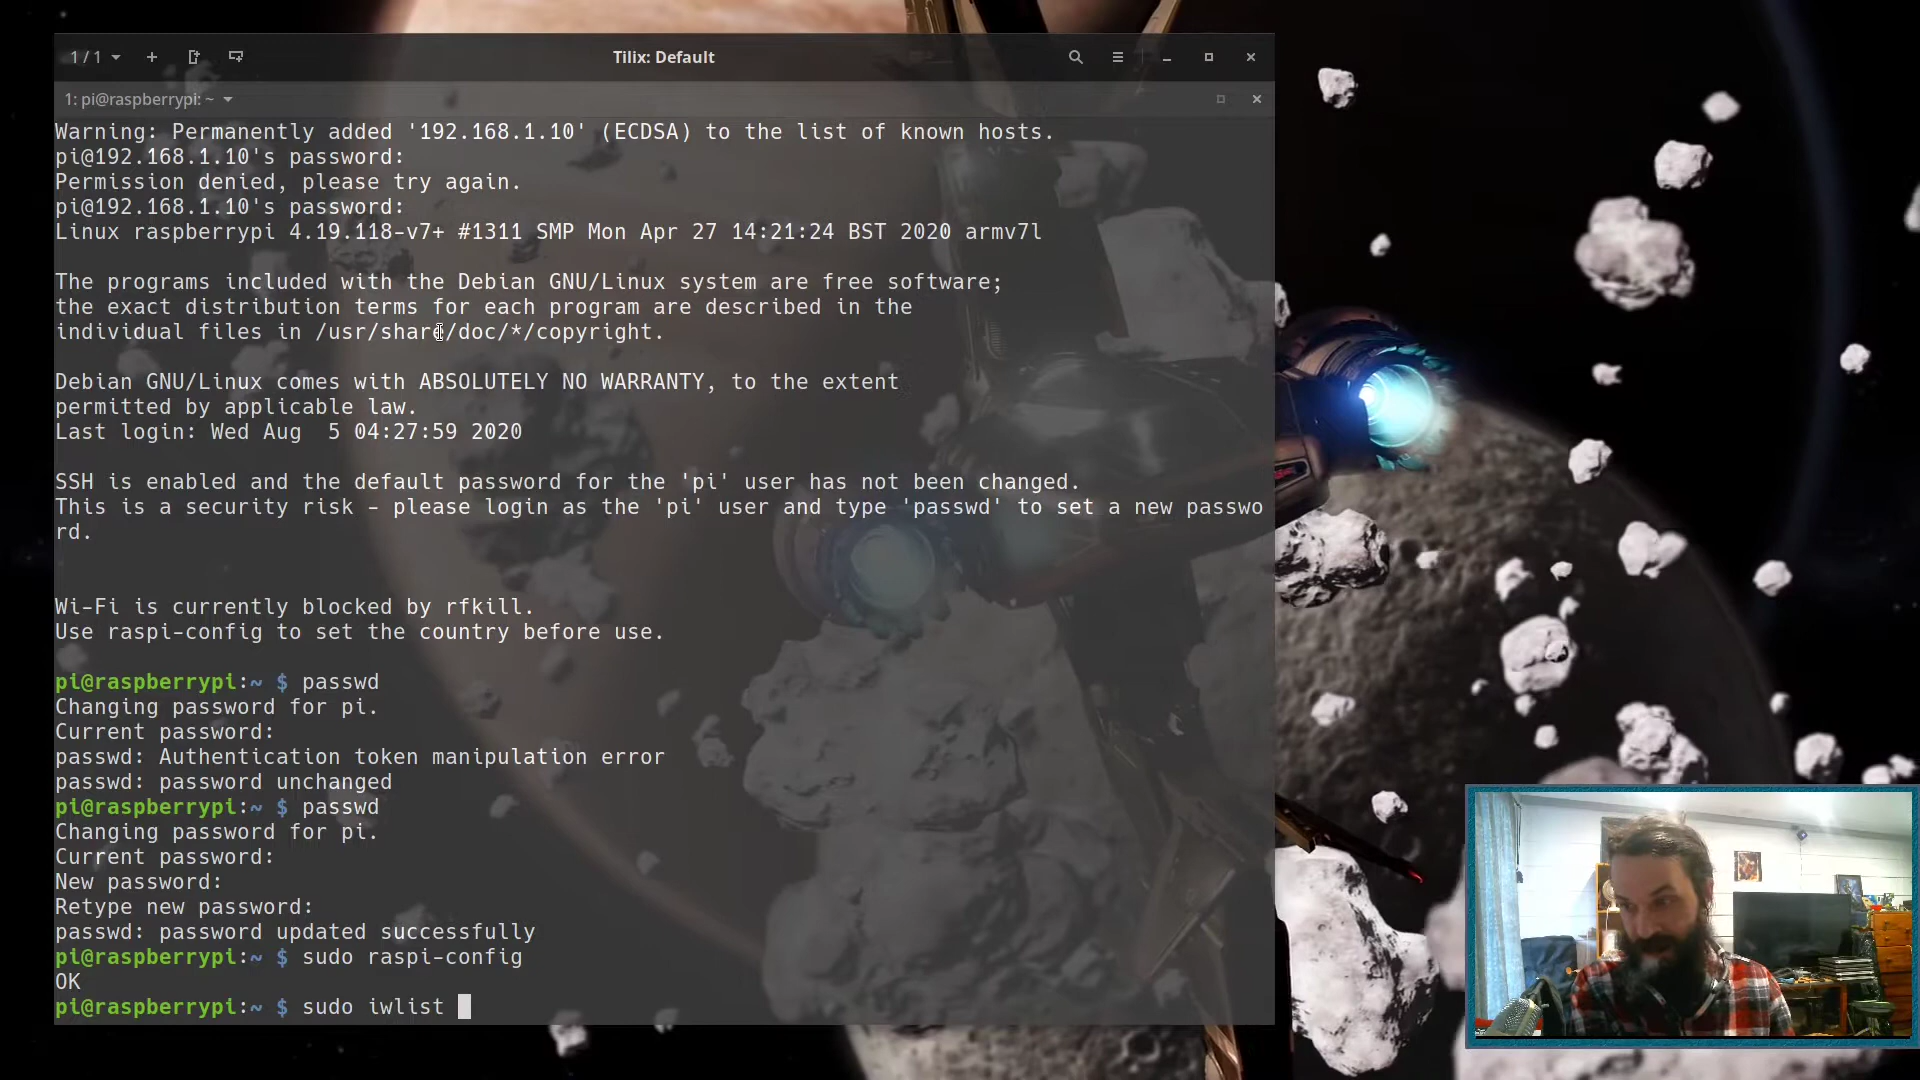 1 / 1
Tilix: Default
1: pi@raspberrypi: ~
Warning: Permanently added '192.168.1.10' (ECDSA) to the list of known hosts.
pi@192.168.1.10's password:
Permission denied, please try again.
pi@192.168.1.10's password:
Linux raspberrypi 4.19.118-v7+ #1311 SMP Mon Apr 27 14:21:24 BST 2020 armv7l
The programs included with the Debian GNU/Linux system are free software;
the exact distribution terms for each program are described in the
individual files in /usr/share/doc/*/copyright.
Debian GNU/Linux comes with ABSOLUTELY NO WARRANTY, to the extent
permitted by applicable law.
Last login: Wed Aug  5 04:27:59 2020
SSH is enabled and the default password for the 'pi' user has not been changed.
This is a security risk - please login as the 'pi' user and type 'passwd' to set a new passwo
rd.
Wi-Fi is currently blocked by rfkill.
Use raspi-config to set the country before use.
pi@raspberrypi:~ $ passwd
Changing password for pi.
Current password:
passwd: Authentication token manipulation error
passwd: password unchanged
pi@raspberrypi:~ $ passwd
Changing password for pi.
Current password:
New password:
Retype new password:
passwd: password updated successfully
pi@raspberrypi:~ $ sudo raspi-config
OK
pi@raspberrypi:~ $ sudo iwlist